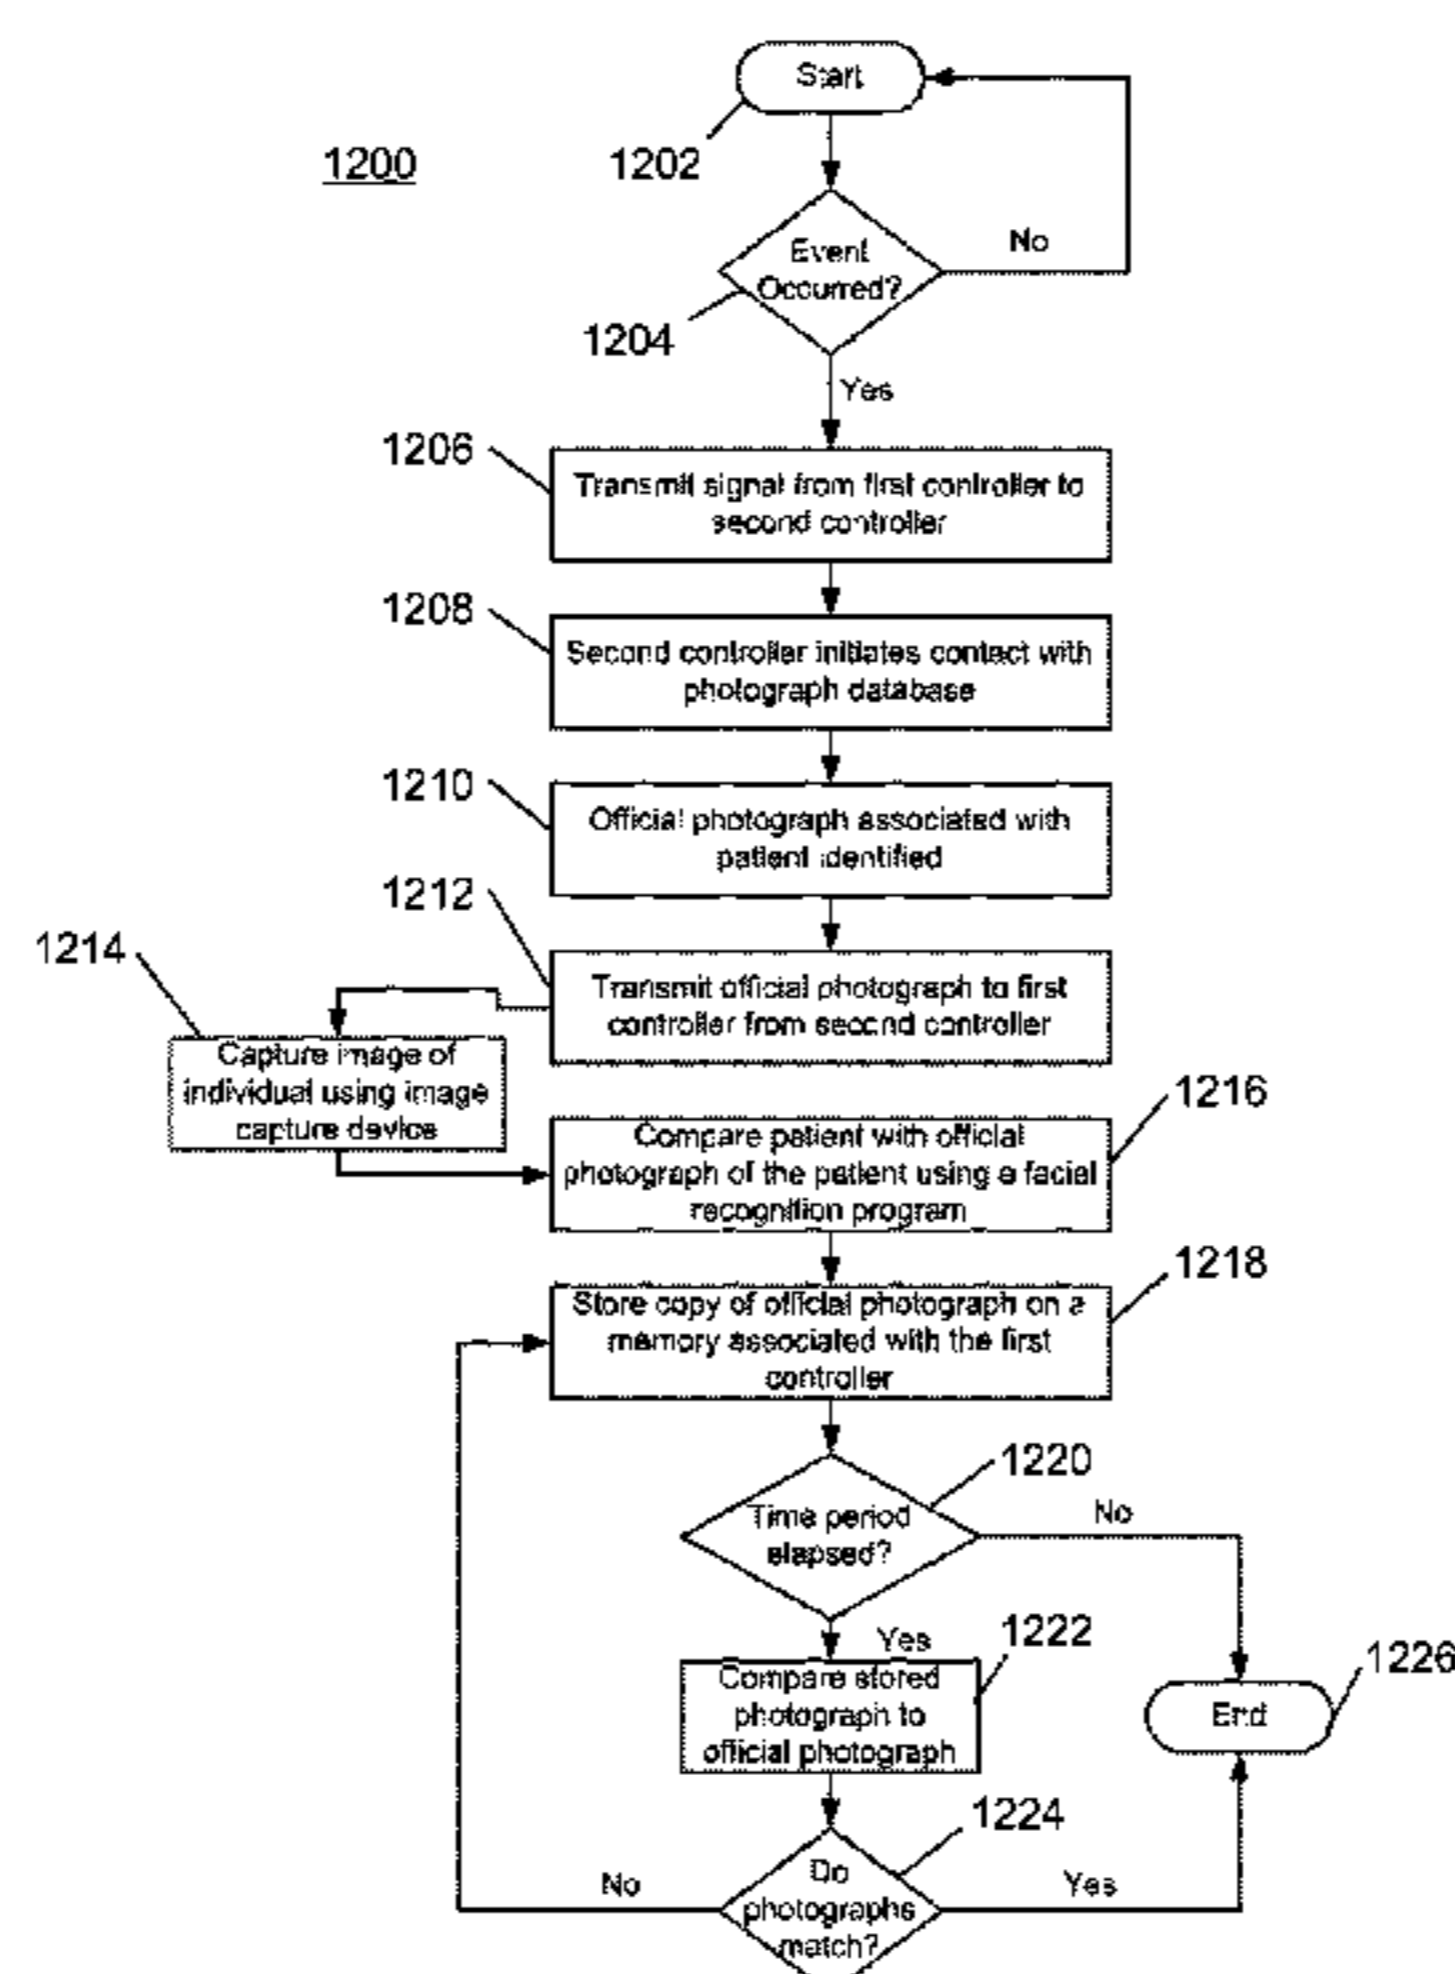 Start
1200
1202
Event
Occurred?
No
1204
Yes
1206
Transmit signal from first controller to
second controller
1208
Second controller initiates contact with
photograph database
1210
Official photograph associated with
patient identified
1212
1214
Transmit official photograph to first
controller from second controller
Capture image of
individual using image
capture device
1216
Compare patient with official
photograph of the patient using a facial
recognition program
1218
Store copy of official photograph on a
memory associated with the first
controller
1220
Time period
elapsed?
No
Yes
1222
Compare stored
photograph to
official photograph
1226
End
1224
Do
photographs
match?
No
Yes